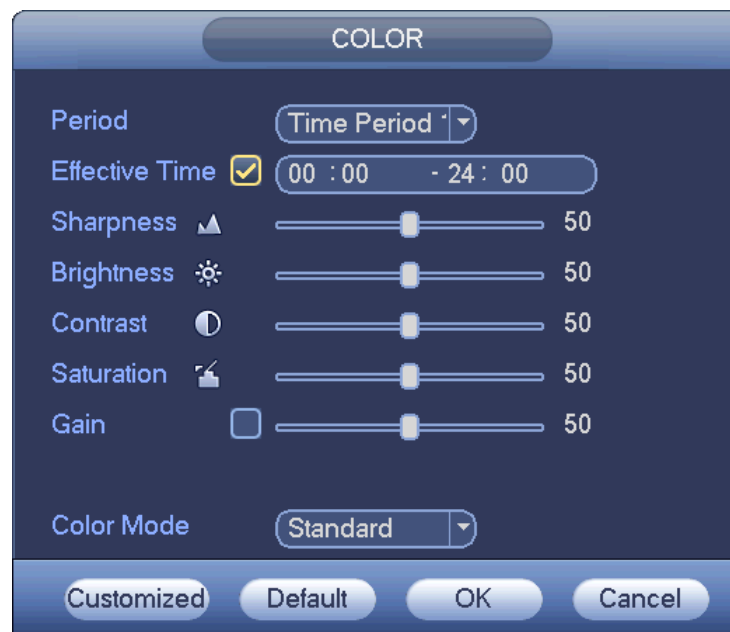 COLOR
Period Time Period
Effective Time 00 :00 - 24 : 00
Sharpness 50
Brightness 50
Contrast 50
Saturation 50
Gain 50
Color Mode Standard
Customized Default OK Cancel